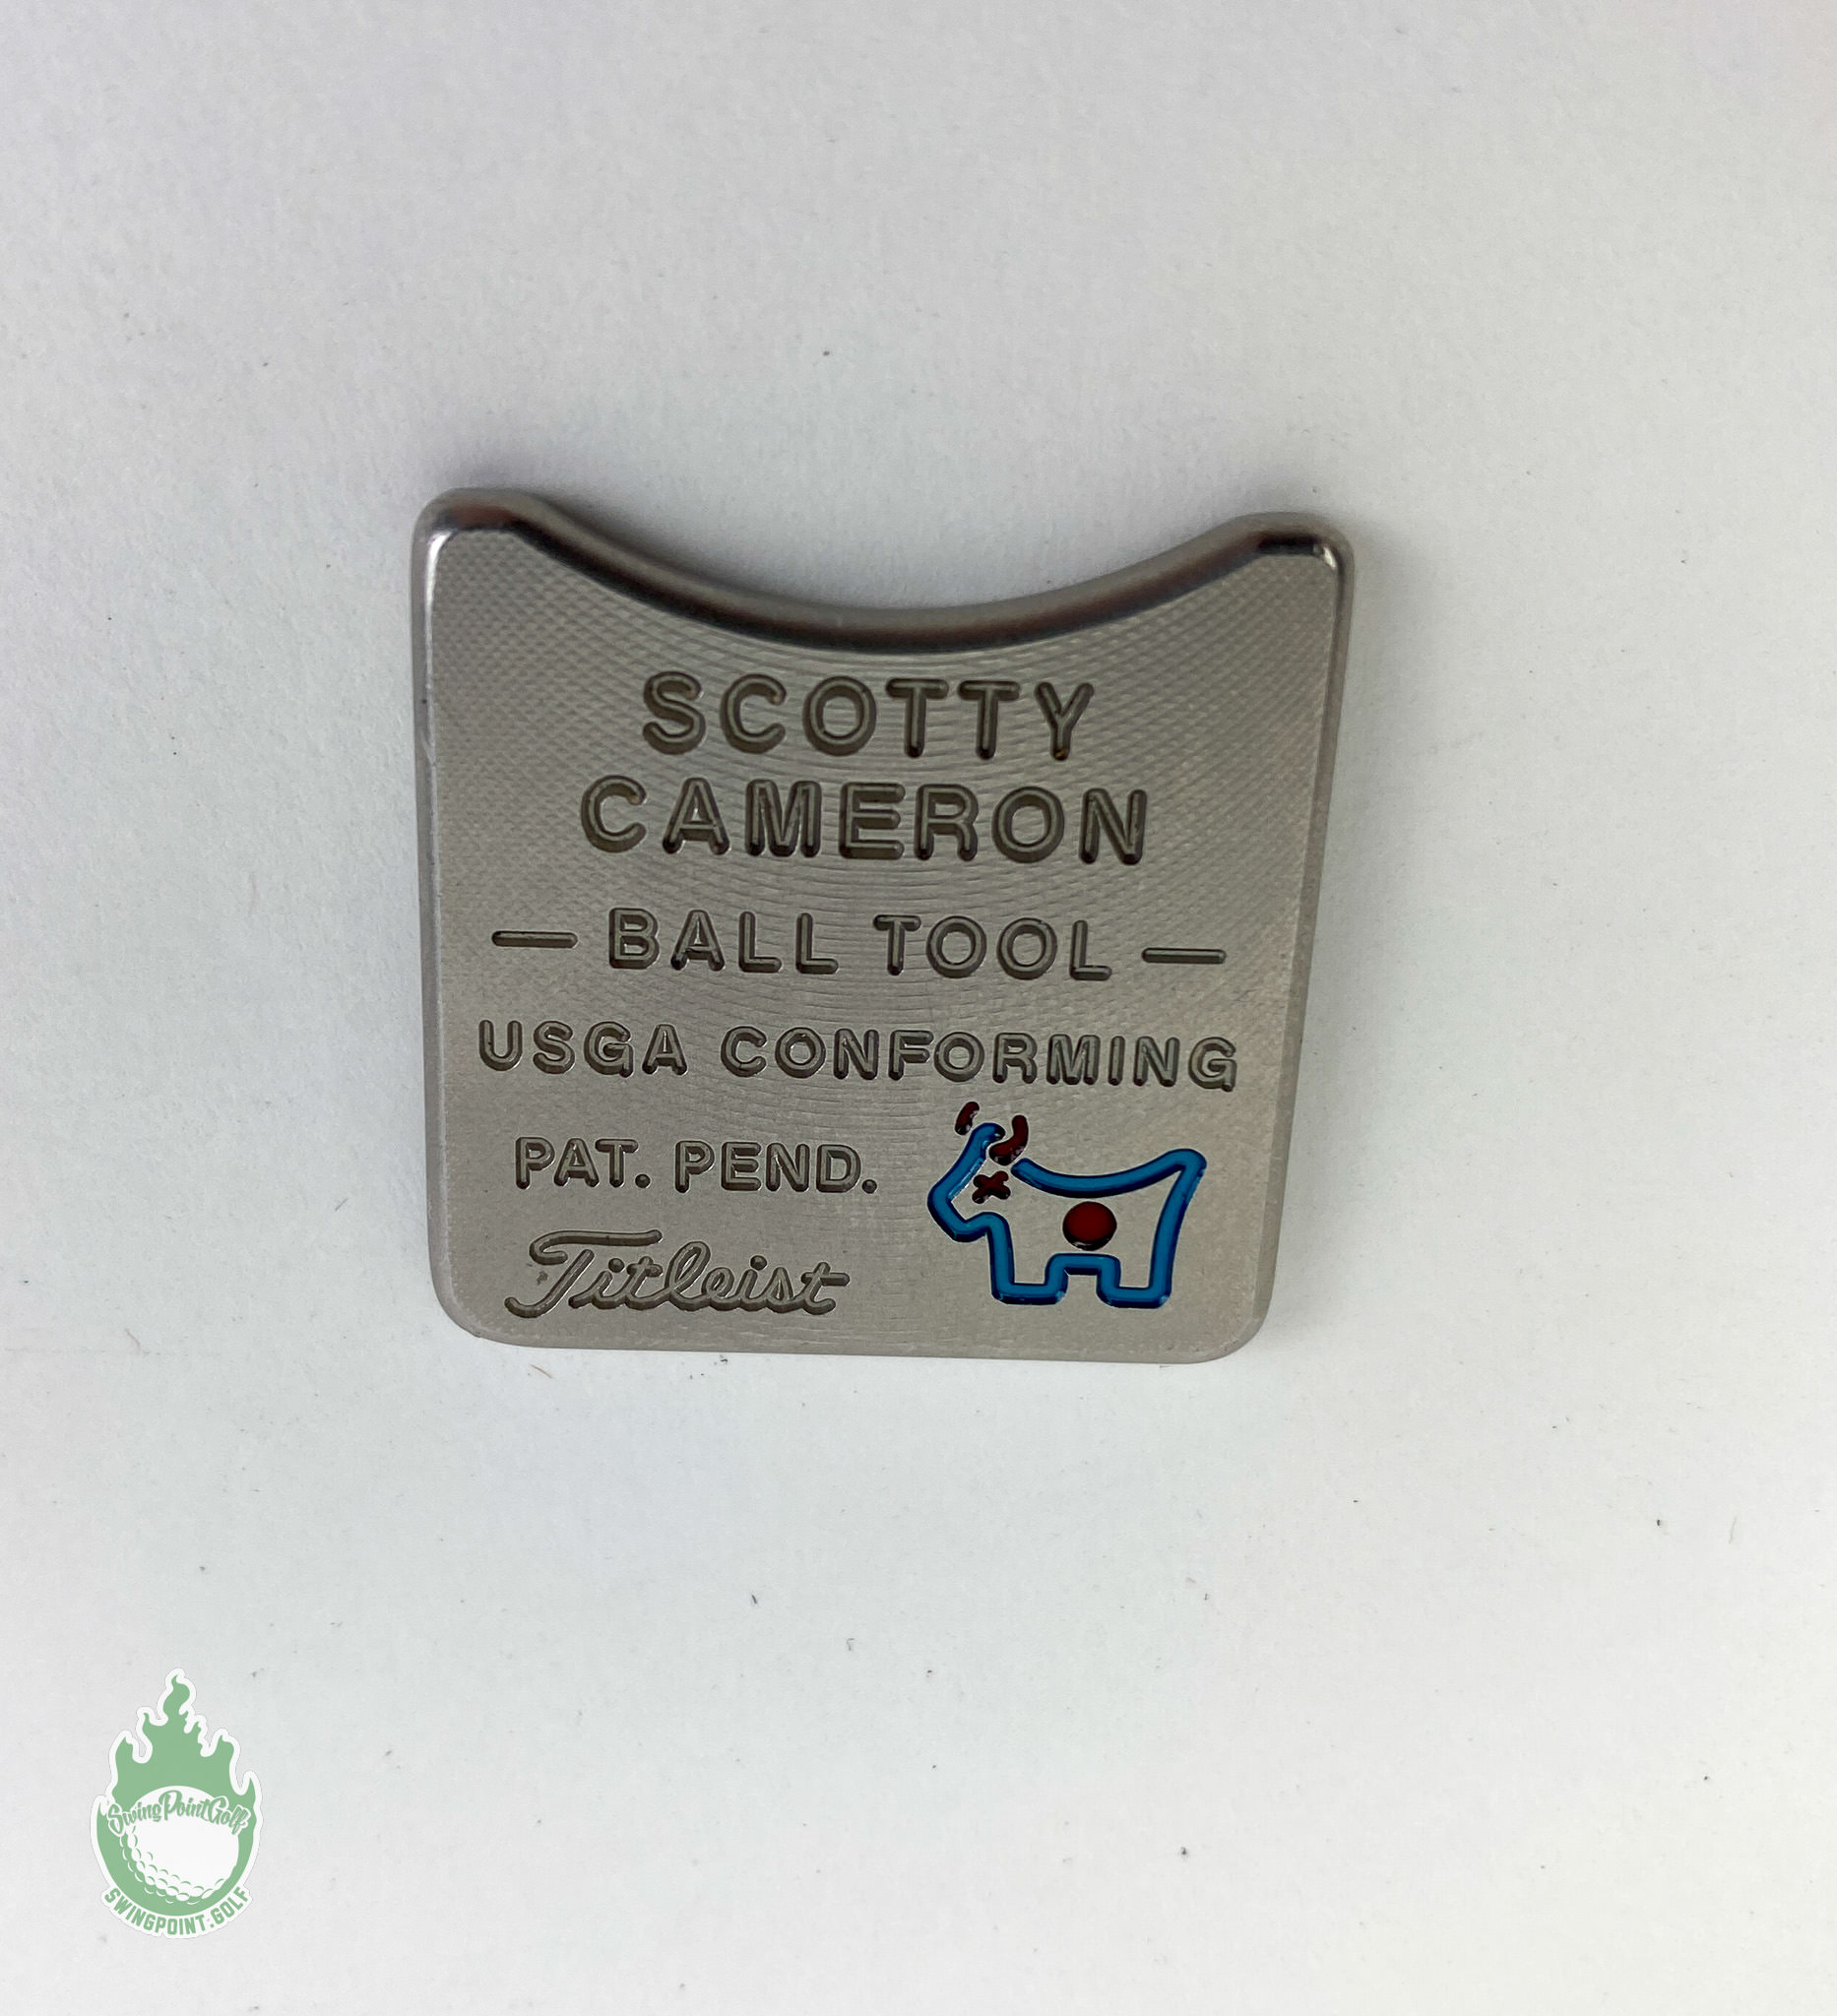 SCOTTY
CAMERON
— BALL TOOL —
USGA CONFORMING
PAT. PEND.
Titleist
SwingPointGolf
SWINGPOINT.GOLF